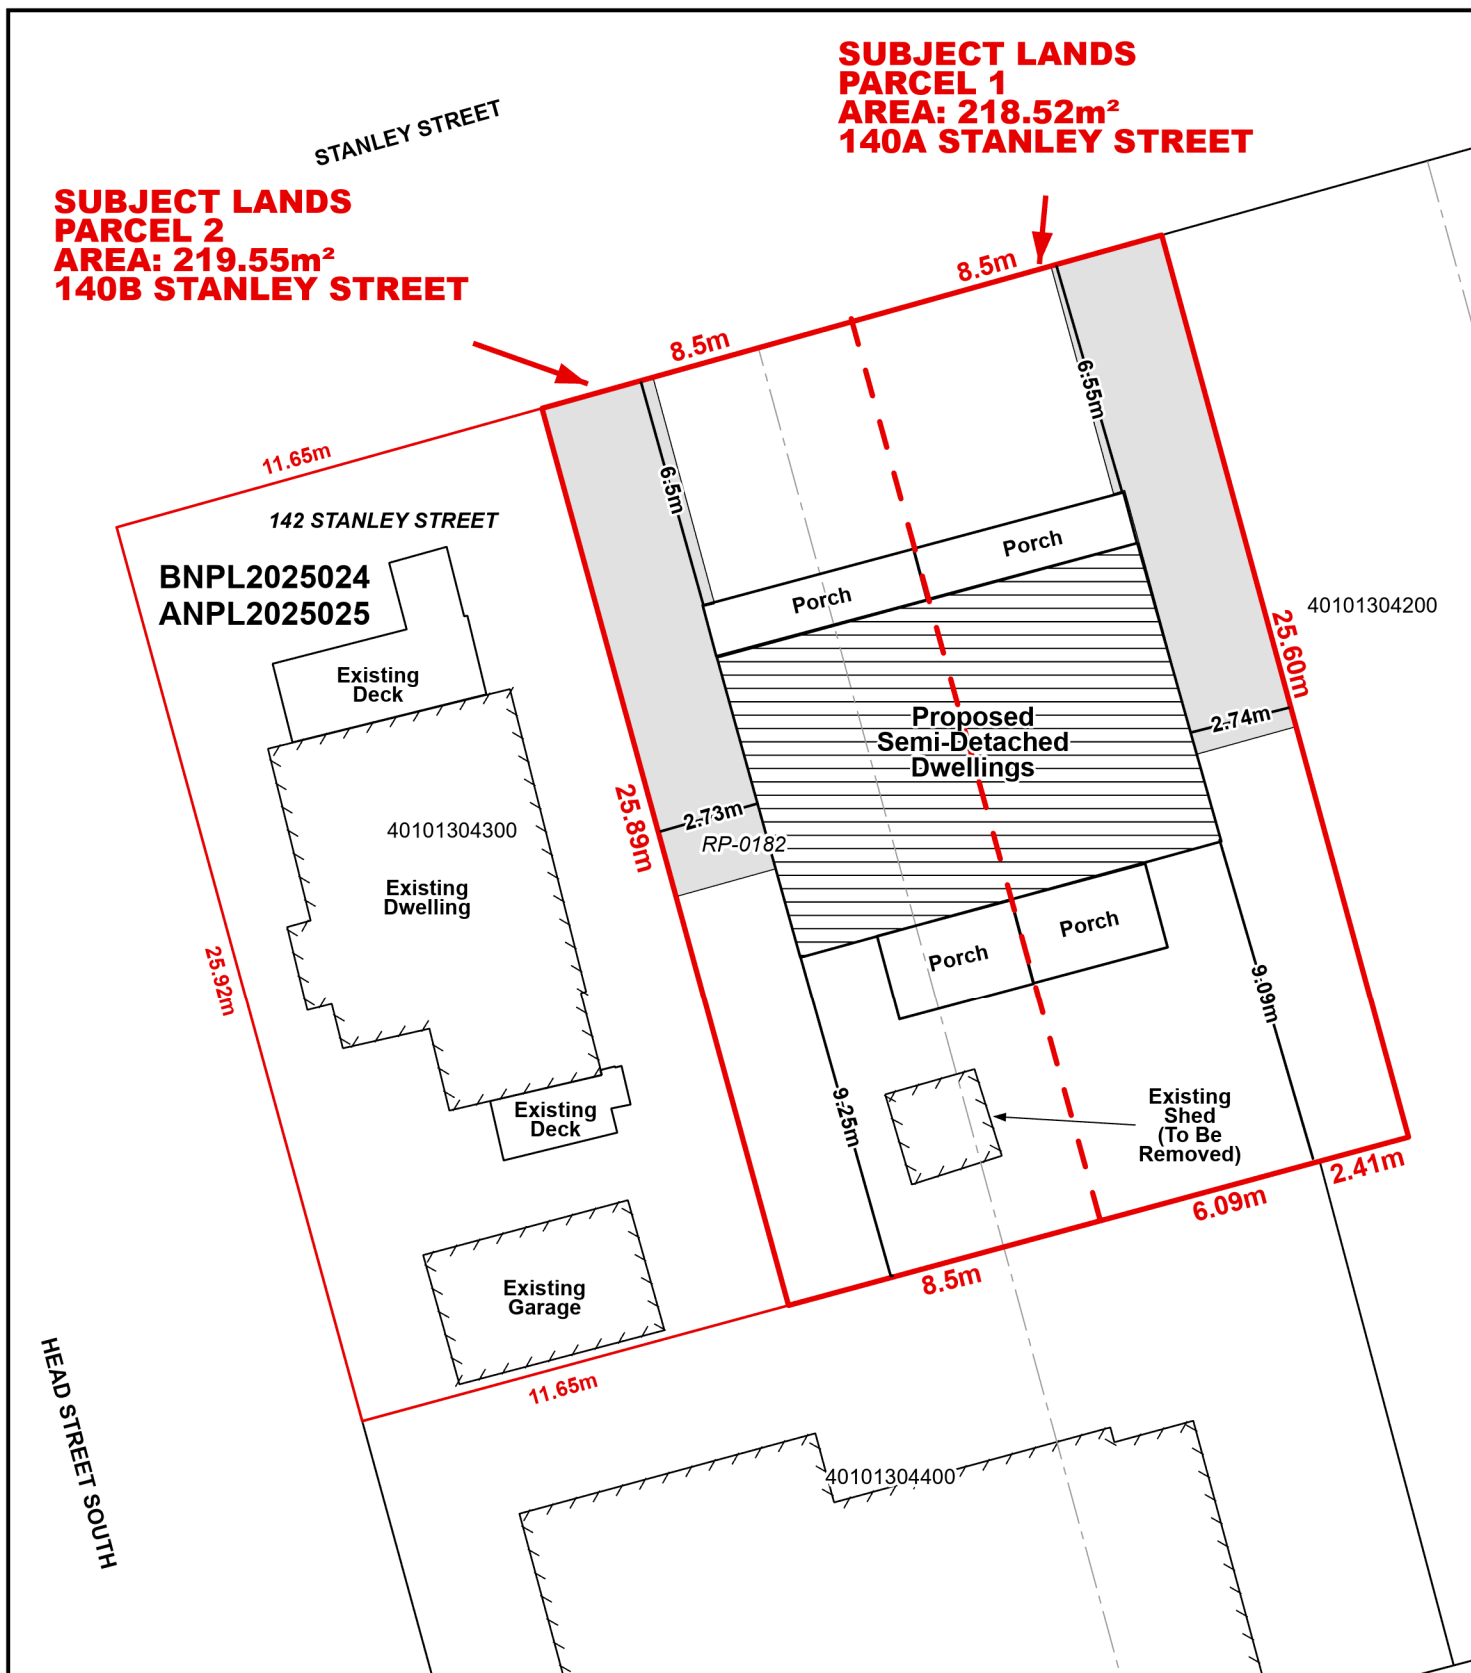 SUBJECT LANDS
PARCEL 1
AREA: 218.52m²
140A STANLEY STREET
STANLEY STREET
SUBJECT LANDS
PARCEL 2
AREA: 219.55m²
140B STANLEY STREET
8.5m
8.5m
6.55m
11.65m
6.5m
142 STANLEY STREET
BNPL2025024
ANPL2025025
Porch
Porch
40101304200
25.60m
Existing
Deck
Proposed
Semi-Detached
Dwellings
2.74m
2.73m
25.89m
RP-0182
40101304300
Existing
Dwelling
Porch
Porch
25.92m
9.09m
9.25m
Existing
Deck
Existing
Shed
(To Be
Removed)
2.41m
6.09m
8.5m
Existing
Garage
11.65m
HEAD STREET SOUTH
40101304400